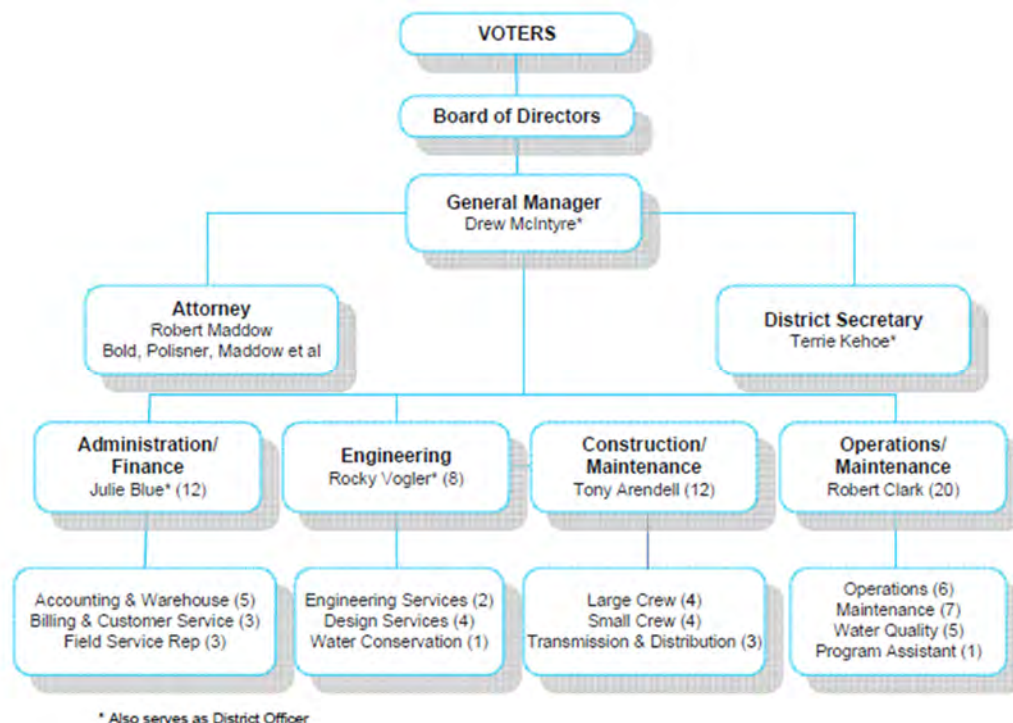 VOTERS
Board of Directors
General Manager
Drew McIntyre*
Attorney
Robert Maddow
Bold, Polisner, Maddow et al
District Secretary
Terrie Kehoe*
Administration/
Finance
Julie Blue* (12)
Engineering
Rocky Vogler* (8)
Construction/
Maintenance
Tony Arendell (12)
Operations/
Maintenance
Robert Clark (20)
Accounting & Warehouse (5)
Billing & Customer Service (3)
Field Service Rep (3)
Engineering Services (2)
Design Services (4)
Water Conservation (1)
Large Crew (4)
Small Crew (4)
Transmission & Distribution (3)
Operations (6)
Maintenance (7)
Water Quality (5)
Program Assistant (1)
* Also serves as District Officer